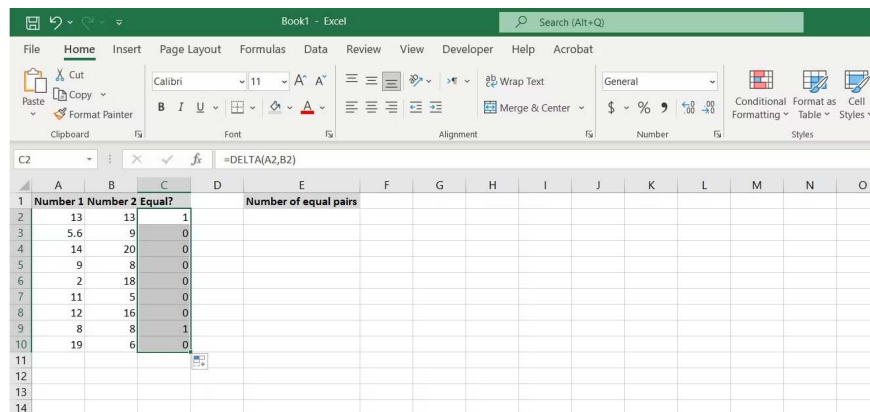 Book1 - Excel
Search (Alt+Q)
File Home Insert Page Layout Formulas Data Review View Developer Help Acrobat
Paste
Cut
Copy
Format Painter
Clipboard
Calibri 11 A A
B I U A
Font
ab Wrap Text
Merge & Center
Alignment
General
$ % 9 .00 .00
Number
Conditional Formatting
Format as Table
Cell Styles
Styles
C2 fx =DELTA(A2,B2)
A B C D E F G H I J K L M N O
1 Number 1 Number 2 Equal? Number of equal pairs
2 13 13 1
3 5.6 9 0
4 14 20 0
5 9 8 0
6 2 18 0
7 11 5 0
8 12 16 0
9 8 8 1
10 19 6 0
11
12
13
14